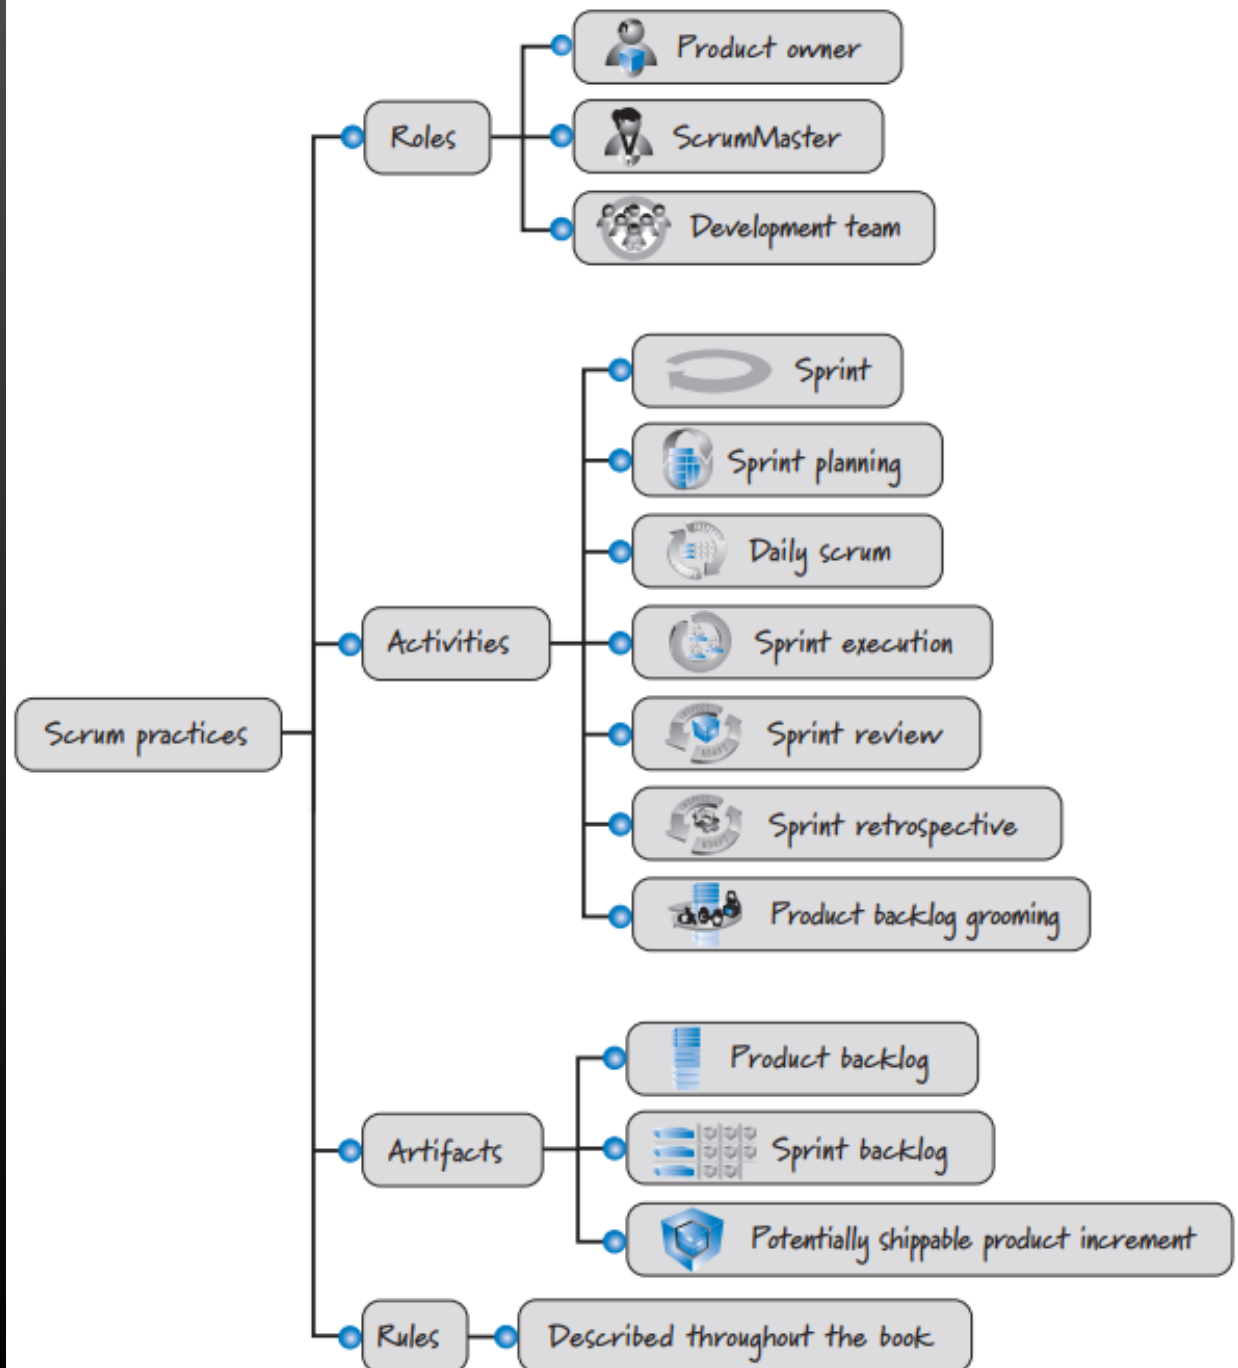 Product owner
Roles
ScrumMaster
Development team
Sprint
Sprint planning
Daily scrum
Activities
Sprint execution
Scrum practices
Sprint review
Sprint retrospective
Product backlog grooming
Product backlog
Artifacts
Sprint backlog
Potentially shippable product increment
Rules
Described throughout the book